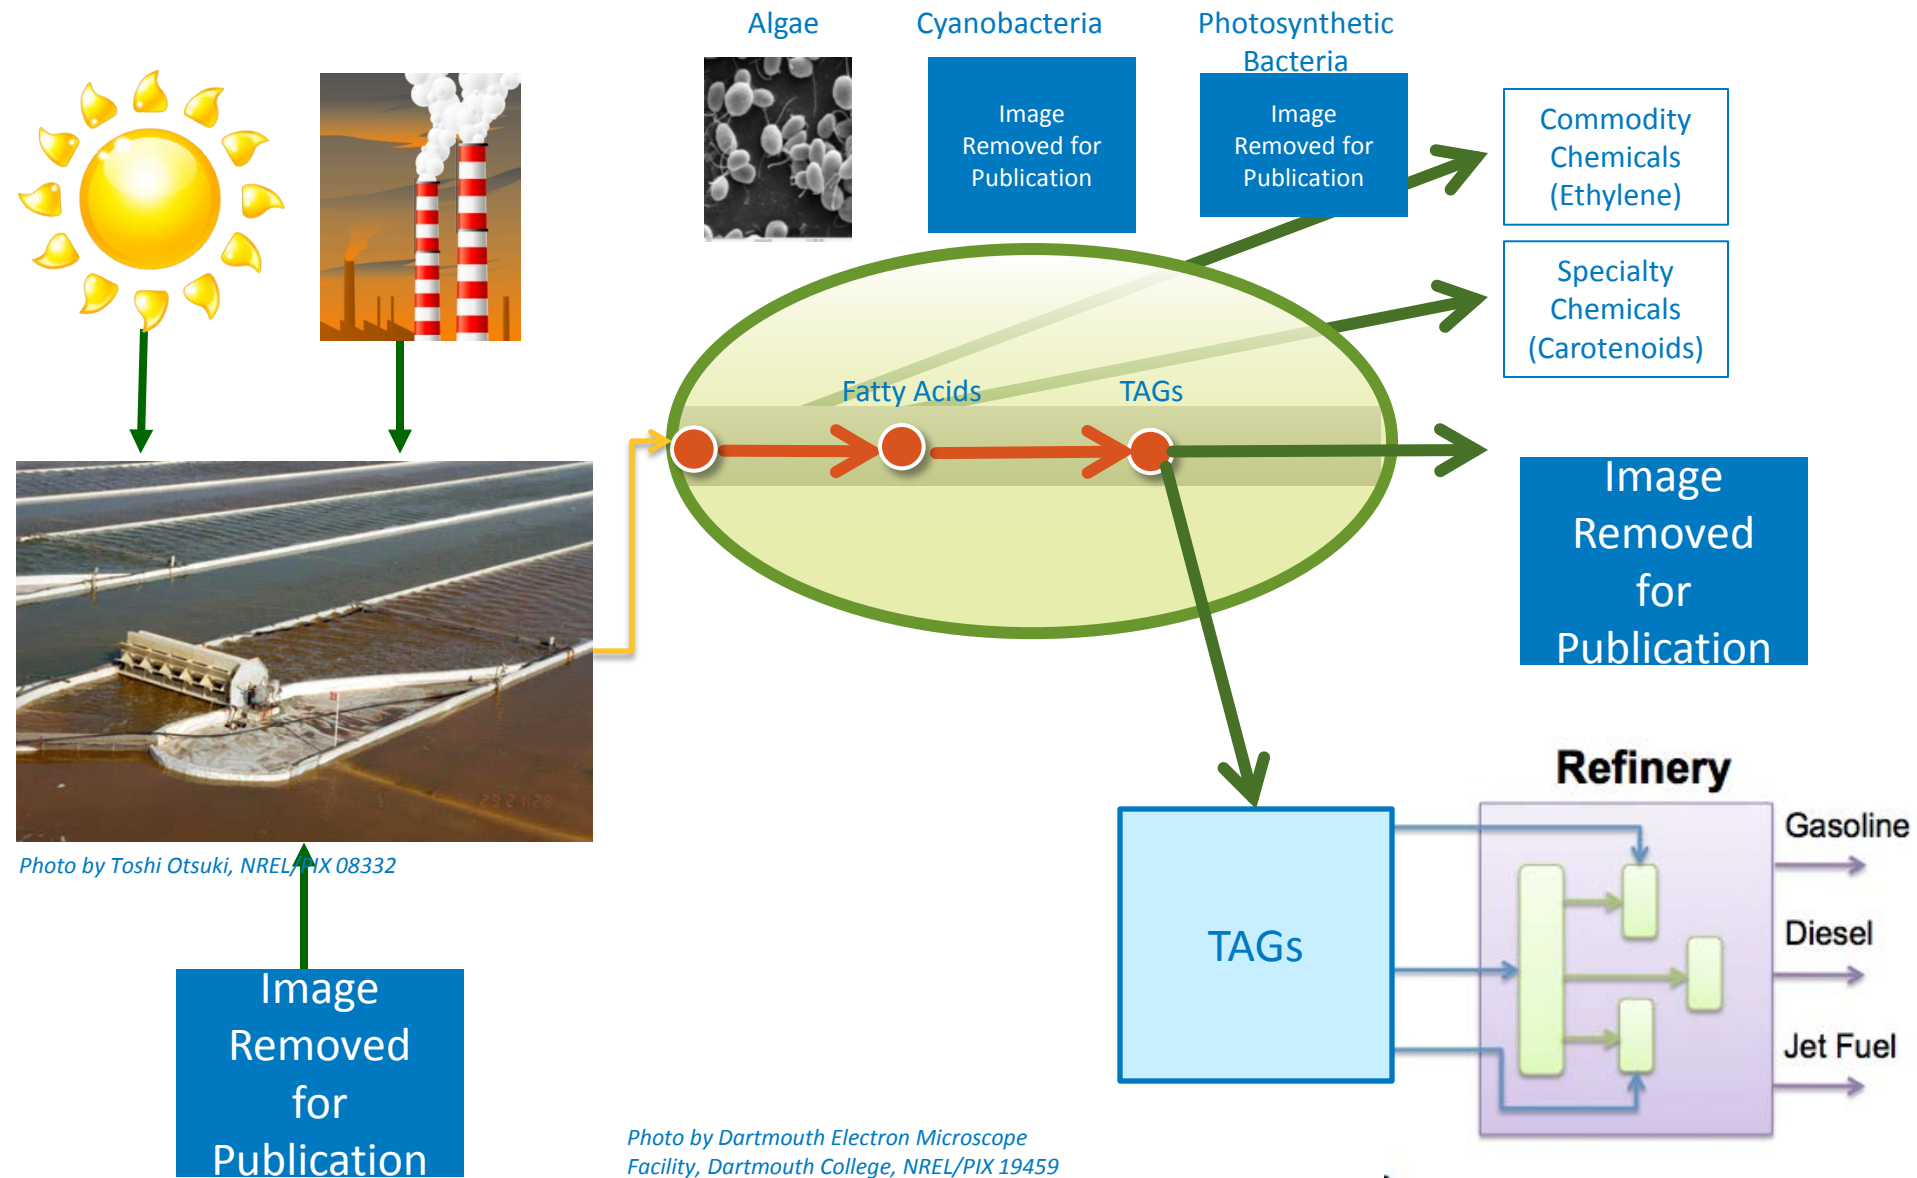 Algae
Cyanobacteria
Photosynthetic
Bacteria
Image
Removed for
Publication
Image
Removed for
Publication
Commodity
Chemicals
(Ethylene)
Specialty
Chemicals
(Carotenoids)
Fatty Acids
TAGs
Image
Removed
for
Publication
Photo by Toshi Otsuki, NREL/PIX 08332
Image
Removed
for
Publication
TAGs
Refinery
Gasoline
Diesel
Jet Fuel
Photo by Dartmouth Electron Microscope
Facility, Dartmouth College, NREL/PIX 19459